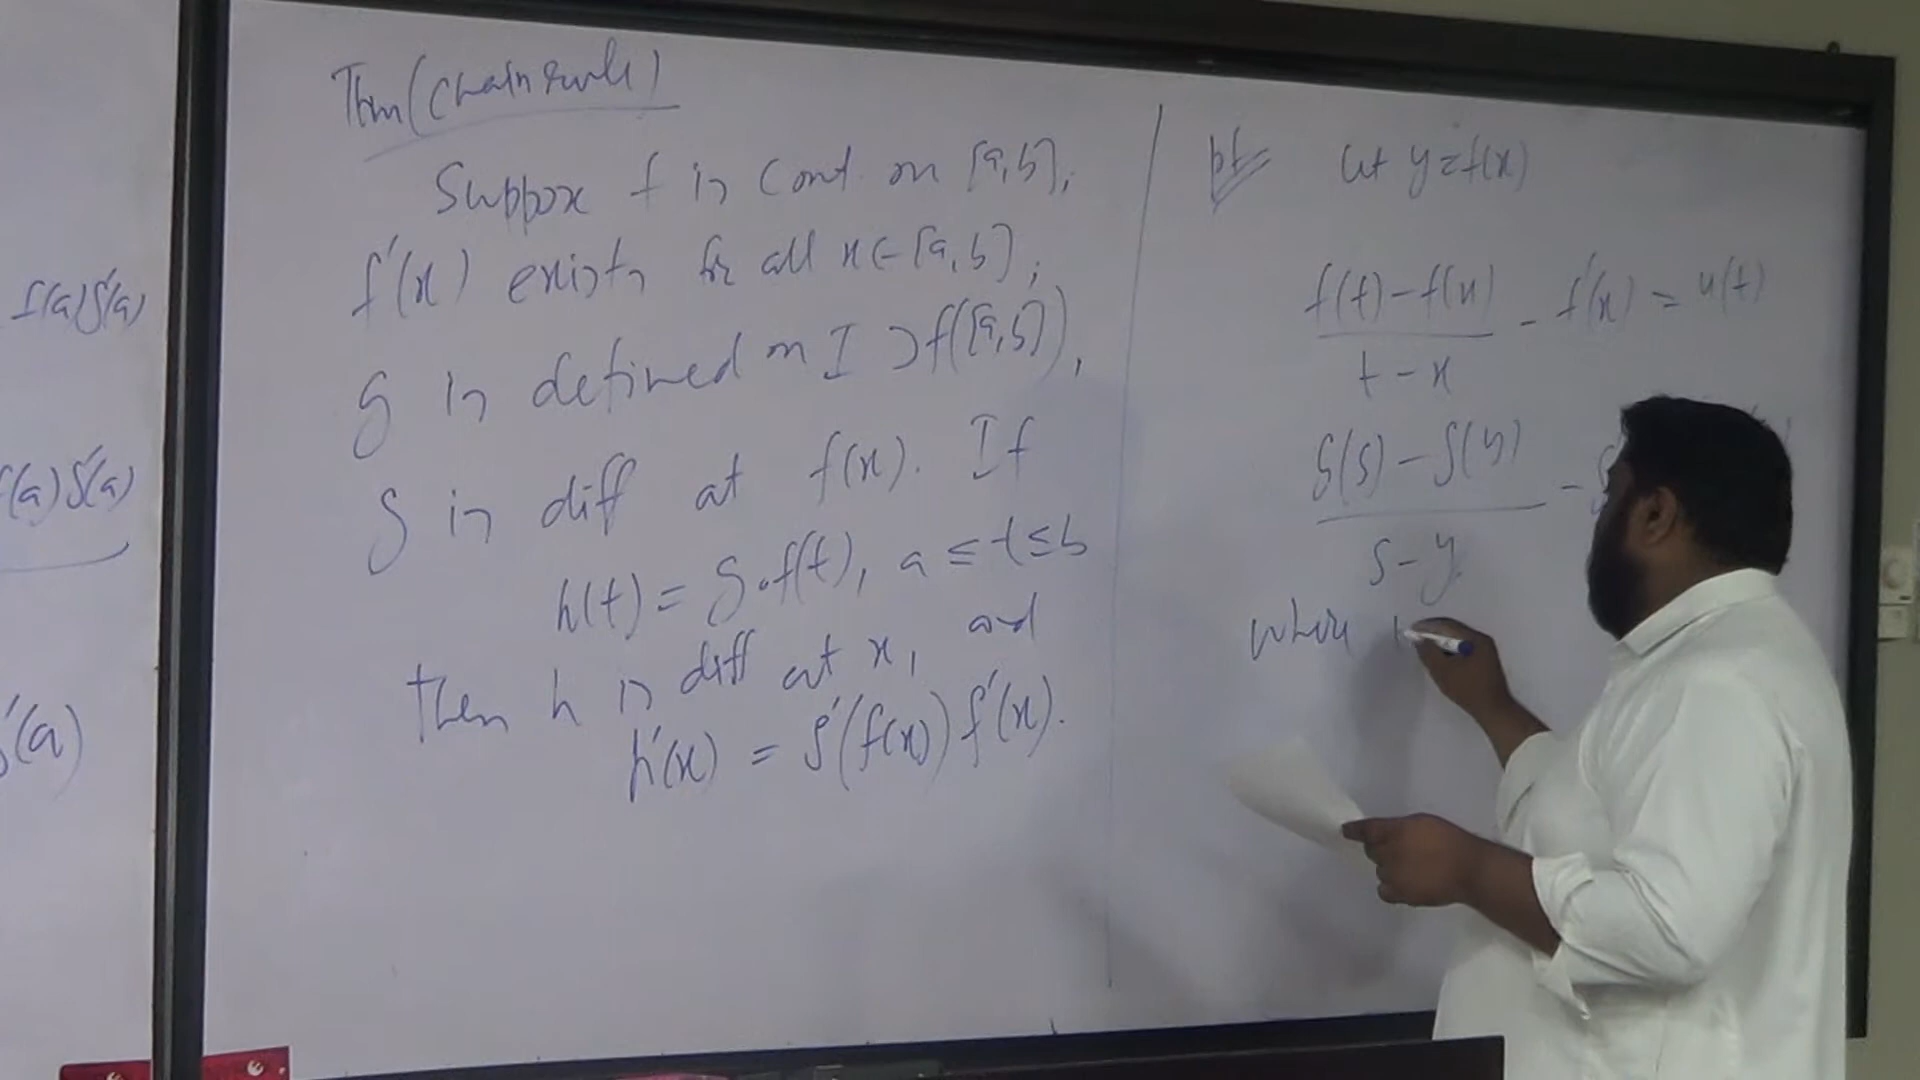 f(a)g'(a)
f(a)g'(a)
g'(a)
Thm (Chain rule)
Suppose f is cont. on [a,b],
f'(x) exists for all x∈[a,b],
g is defined on I ⊃ f([a,b]),
g is diff at f(x). If
h(t) = g∘f(t), a ≤ t ≤ b
then h is diff at x, and
h'(x) = g'(f(x)) f'(x).
pf= let y = f(x)
f(t) - f(x)
—————— - f'(x) = u(t)
t - x
g(s) - g(y)
—————— -
s - y
where